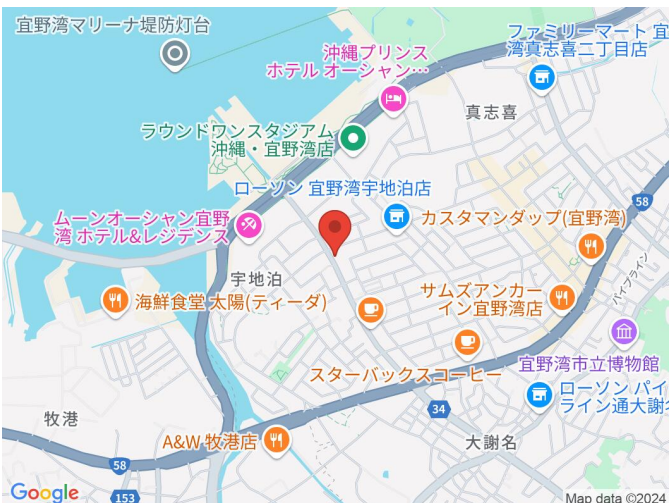 宜野湾マリーナ堤防灯台
ファミリーマート 宜
湾真志喜二丁目店
沖縄プリンス
ホテル オーシャン…
真志喜
ラウンドワンスタジアム
沖縄・宜野湾店
ローソン 宜野湾宇地泊店
58
ムーンオーシャン宜野
湾 ホテル&レジデンス
カスタマンダップ(宜野湾)
パイプライン
宇地泊
海鮮食堂 太陽(ティーダ)
サムズアンカー
イン宜野湾店
宜野湾市立博物館
スターバックスコーヒー
ローソン パイ
ライン通大謝名
34
牧港
A&W 牧港店
大謝名
58
153
Google
Map data ©2024